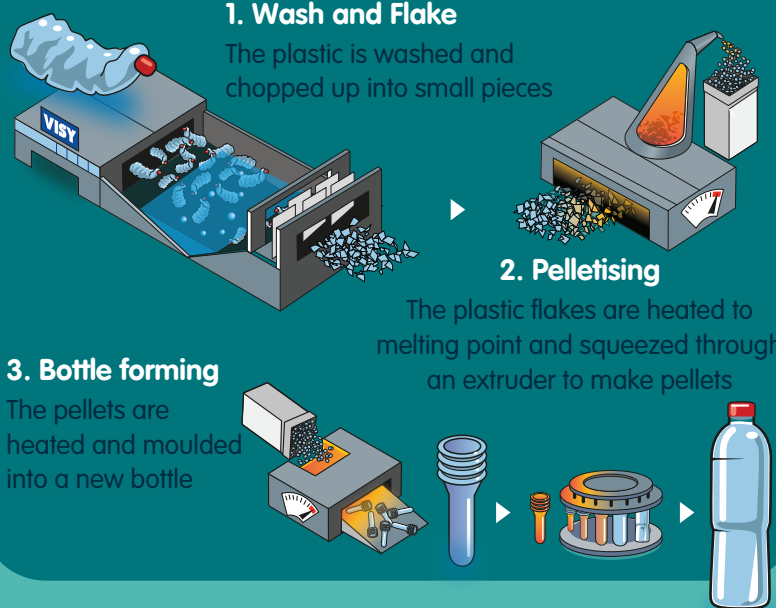 1. Wash and Flake
The plastic is washed and
chopped up into small pieces
VISY
2. Pelletising
The plastic flakes are heated to
melting point and squeezed through
an extruder to make pellets
3. Bottle forming
The pellets are
heated and moulded
into a new bottle